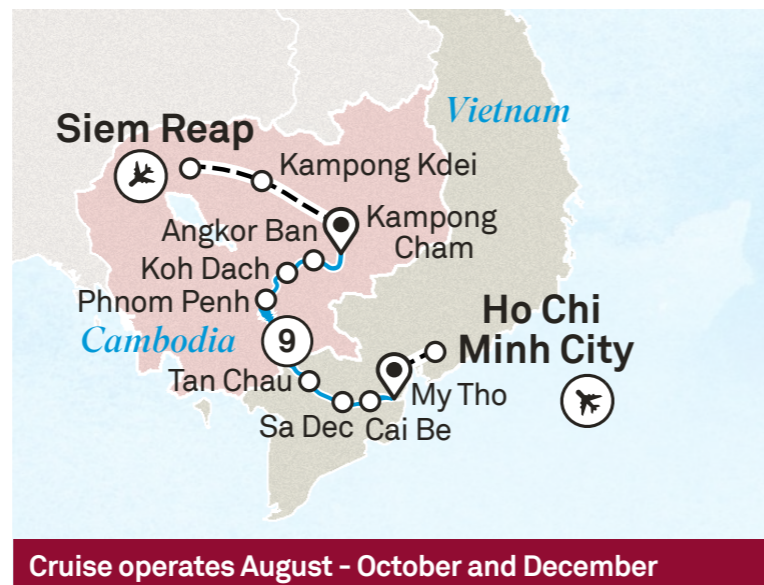 Vietnam
Siem Reap
Kampong Kdei
Angkor Ban
Kampong
Cham
Koh Dach
Phnom Penh
Cambodia
9
Ho Chi
Minh City
Tan Chau
My Tho
Sa Dec
Cai Be
Cruise operates August - October and December